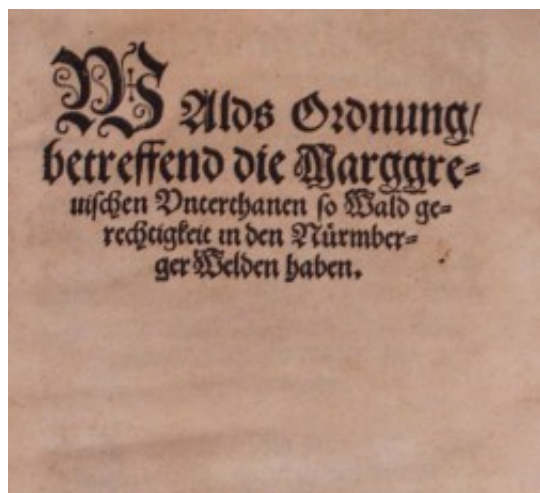 WAlds Ordnung/
betreffend die Marggre⸗
uischen Vnterthanen so Wald ge⸗
rechtigkeit in den Nürmber⸗
ger Welden haben.